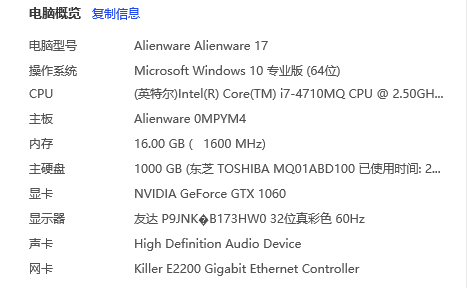 电脑概览 复制信息
电脑型号 Alienware Alienware 17
操作系统 Microsoft Windows 10 专业版 (64位)
CPU (英特尔)Intel(R) Core(TM) i7-4710MQ CPU @ 2.50GH...
主板 Alienware 0MPYM4
内存 16.00 GB ( 1600 MHz)
主硬盘 1000 GB (东芝 TOSHIBA MQ01ABD100 已使用时间: 2...
显卡 NVIDIA GeForce GTX 1060
显示器 友达 P9JNK�B173HW0 32位真彩色 60Hz
声卡 High Definition Audio Device
网卡 Killer E2200 Gigabit Ethernet Controller